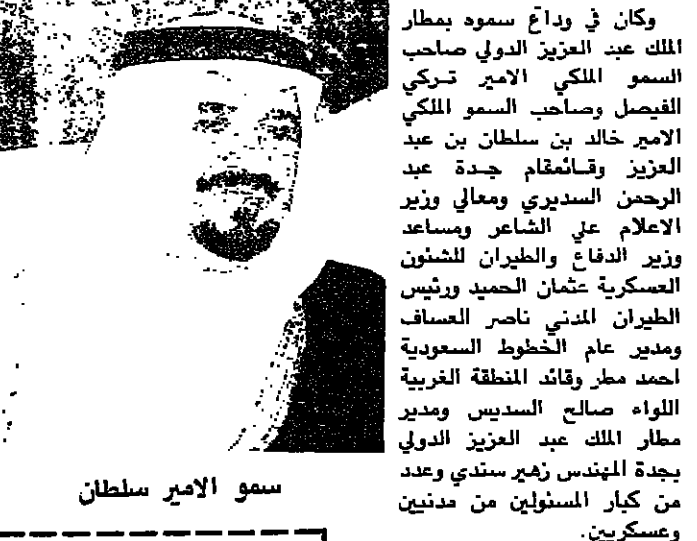 وكان في وداع سموه بمطار
الملك عبد العزيز الدولي صاحب
السمو الملكي الامير تركي
الفيصل وصاحب السمو الملكي
الامير خالد بن سلطان بن عبد
العزيز وقائمقام جدة عبد
الرحمن السديري ومعالي وزير
الاعلام علي الشاعر ومساعد
وزير الدفاع والطيران للشئون
العسكرية عثمان الحميد ورئيس
الطيران المدني ناصر العساف
ومدير عام الخطوط السعودية
احمد مطر وقائد المنطقة الغربية
اللواء صالح السديس ومدير
مطار الملك عبد العزيز الدولي
بجدة المهندس زهير سندي وعدد
من كبار المسئولين من مدنيين
وعسكريين.
سمو الامير سلطان